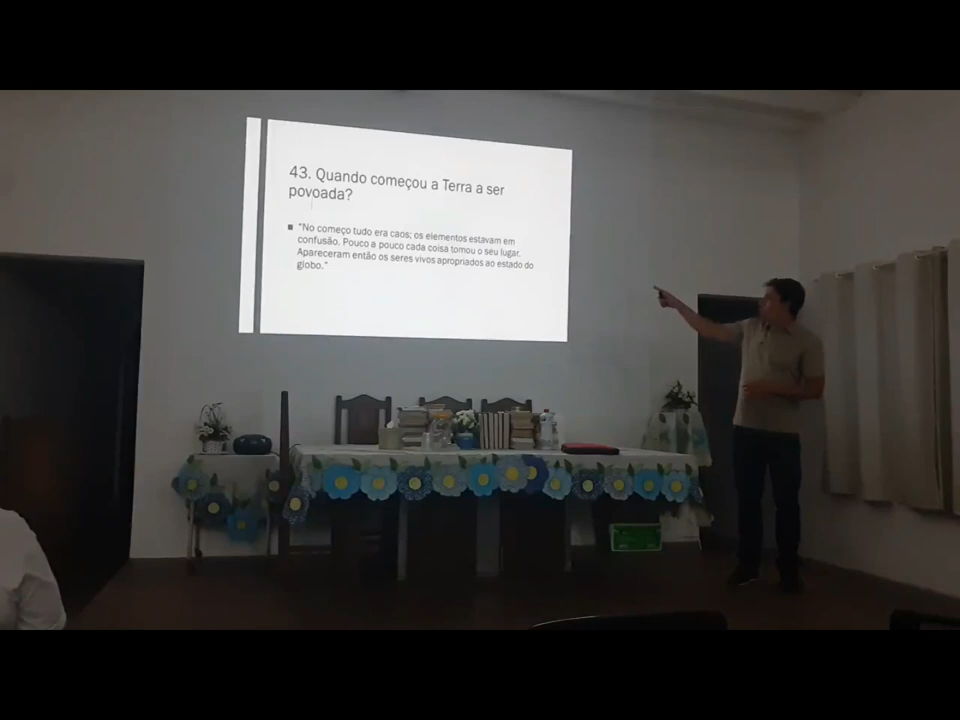 43. Quando começou a Terra a ser
povoada?
"No começo tudo era caos; os elementos estavam em
confusão. Pouco a pouco cada coisa tomou o seu lugar.
Apareceram então os seres vivos apropriados ao estado do
globo."